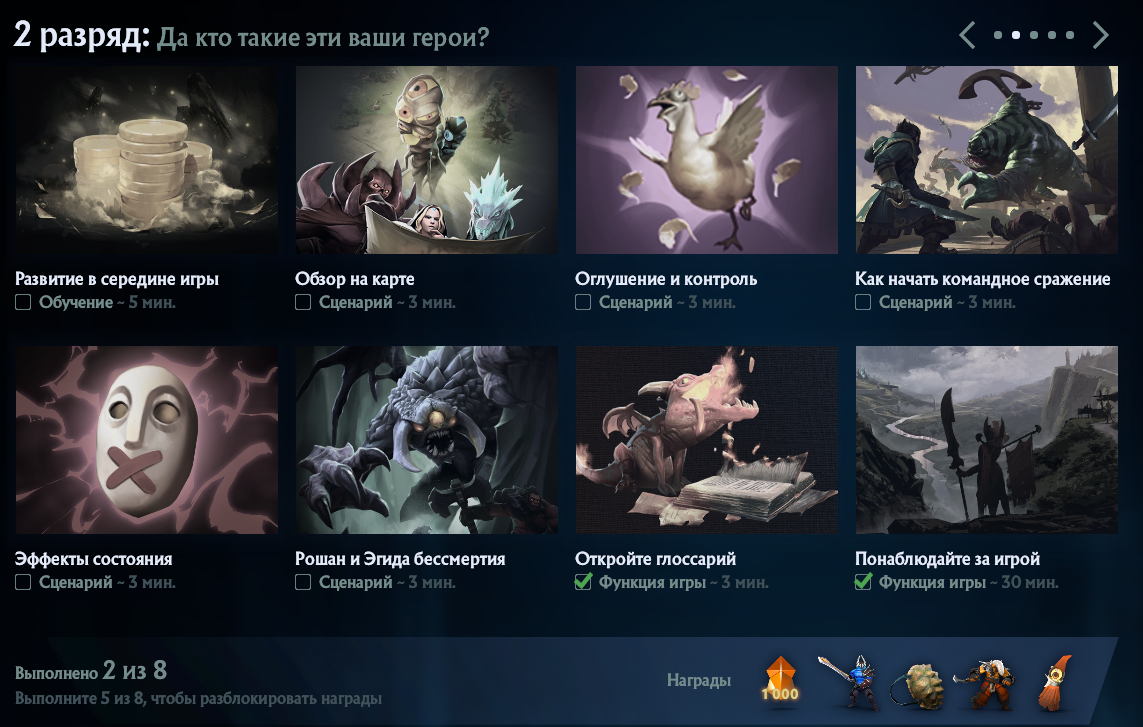 2 разряд: Да кто такие эти ваши герои?
Развитие в середине игры
Обучение ~ 5 мин.
Обзор на карте
Сценарий ~ 3 мин.
Оглушение и контроль
Сценарий ~ 3 мин.
Как начать командное сражение
Сценарий ~ 3 мин.
Эффекты состояния
Сценарий ~ 3 мин.
Рошан и Эгида бессмертия
Сценарий ~ 3 мин.
Откройте глоссарий
Функция игры ~ 3 мин.
Понаблюдайте за игрой
Функция игры ~ 30 мин.
Выполнено 2 из 8
Выполните 5 из 8, чтобы разблокировать награды
Награды
1 000